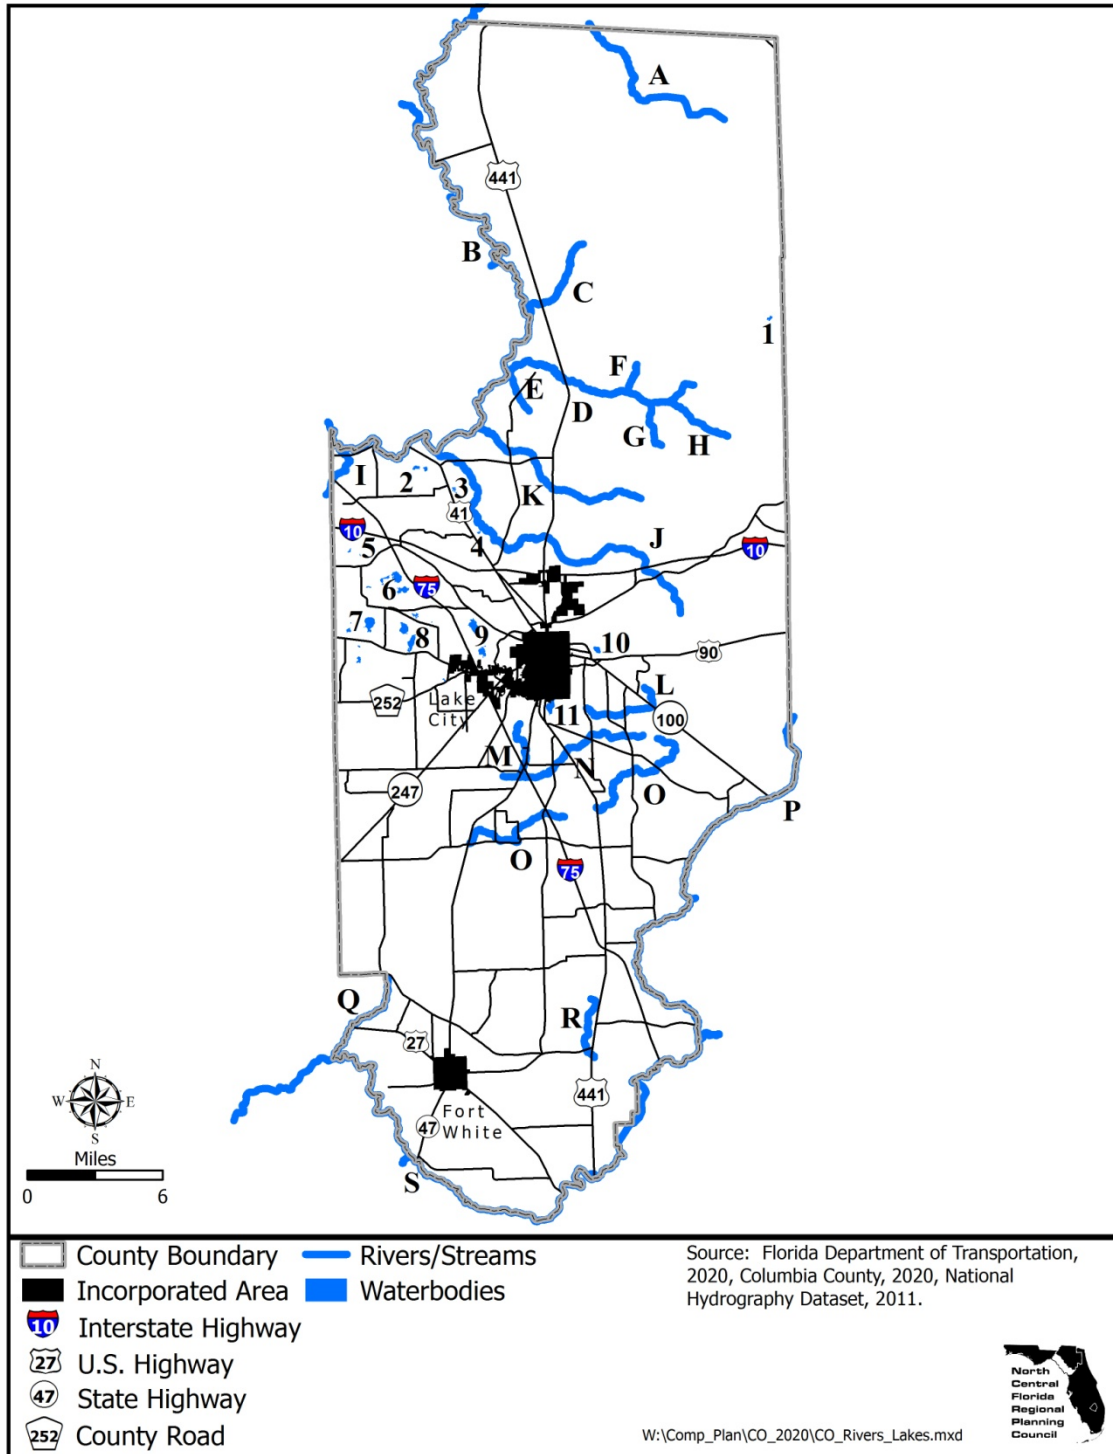 A
441
B
C
1
F
E
D
G
H
I
2
3
K
41
10
J
10
5
4
6
75
7
8
9
10
90
252
Lake
City
L
11
100
M
N
247
O
P
O
75
Q
R
27
N
W
E
S
441
Fort
White
47
Miles
0
6
S
County Boundary
Rivers/Streams
Incorporated Area
Waterbodies
10
Interstate Highway
27
U.S. Highway
47
State Highway
252
County Road
Source: Florida Department of Transportation,
2020, Columbia County, 2020, National
Hydrography Dataset, 2011.
North
Central
Florida
Regional
Planning
Council
W:\Comp_Plan\CO_2020\CO_Rivers_Lakes.mxd